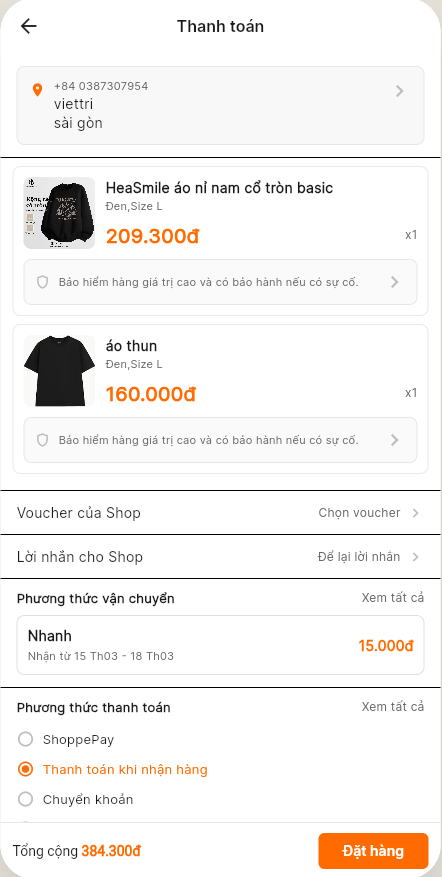 Thanh toán
+84 0387307954
viettri
sài gòn
HeaSmile áo nỉ nam cổ tròn basic
Đen,Size L
209.300đ
x1
Bảo hiểm hàng giá trị cao và có bảo hành nếu có sự cố.
áo thun
Đen,Size L
160.000đ
x1
Bảo hiểm hàng giá trị cao và có bảo hành nếu có sự cố.
Voucher của Shop
Chọn voucher
Lời nhắn cho Shop
Để lại lời nhắn
Phương thức vận chuyển
Xem tất cả
Nhanh
Nhận từ 15 Th03 - 18 Th03
15.000đ
Phương thức thanh toán
Xem tất cả
ShoppePay
Thanh toán khi nhận hàng
Chuyển khoản
Tổng cộng 384.300đ
Đặt hàng